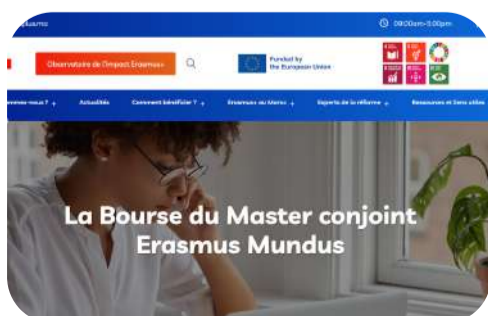 09:00am-5:00pm
Observatoire de l'Impact Erasmus+
Funded by
the European Union
Actualités
Comment bénéficier ? +
Erasmus+ au Maroc +
Experts de la réforme +
Ressources et liens utiles
La Bourse du Master conjoint
Erasmus Mundus